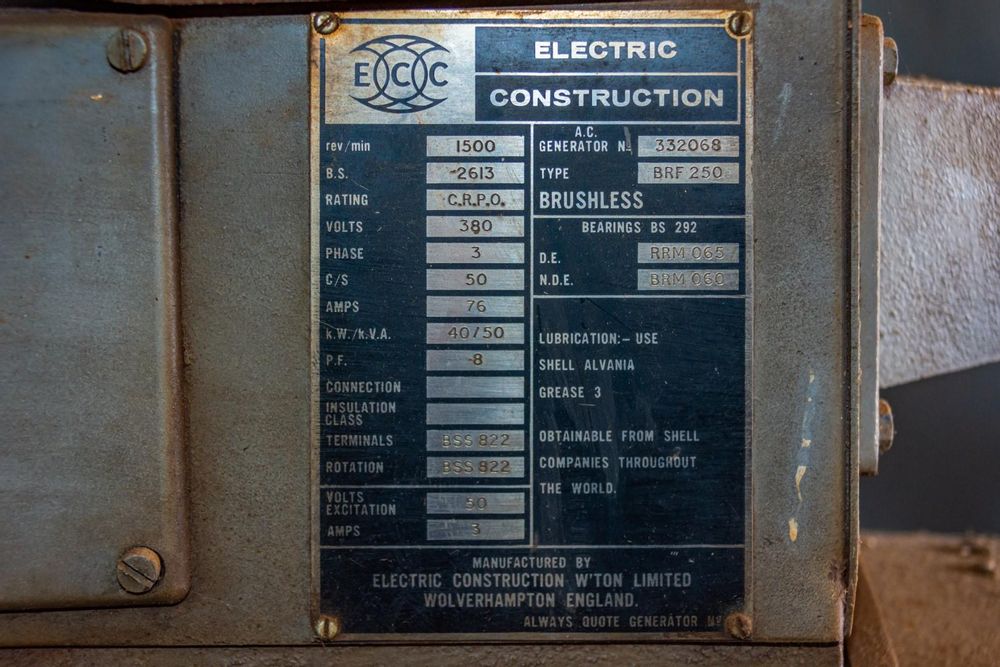 ECC
ELECTRIC
CONSTRUCTION
rev/min 1500
B.S. 2613
RATING C.R.P.O.
VOLTS 380
PHASE 3
C/S 50
AMPS 76
k.W./k.V.A. 40/50
P.F. ·8
CONNECTION
INSULATION
CLASS
TERMINALS BSS 822
ROTATION BSS 822
VOLTS
EXCITATION 50
AMPS 3
A.C.
GENERATOR Nº 332068
TYPE BRF 250
BRUSHLESS
BEARINGS BS 292
D.E. RRM 065
N.D.E. BRM 060
LUBRICATION:– USE
SHELL ALVANIA
GREASE 3
OBTAINABLE FROM SHELL
COMPANIES THROUGHOUT
THE WORLD.
MANUFACTURED BY
ELECTRIC CONSTRUCTION W'TON LIMITED
WOLVERHAMPTON ENGLAND.
ALWAYS QUOTE GENERATOR Nº